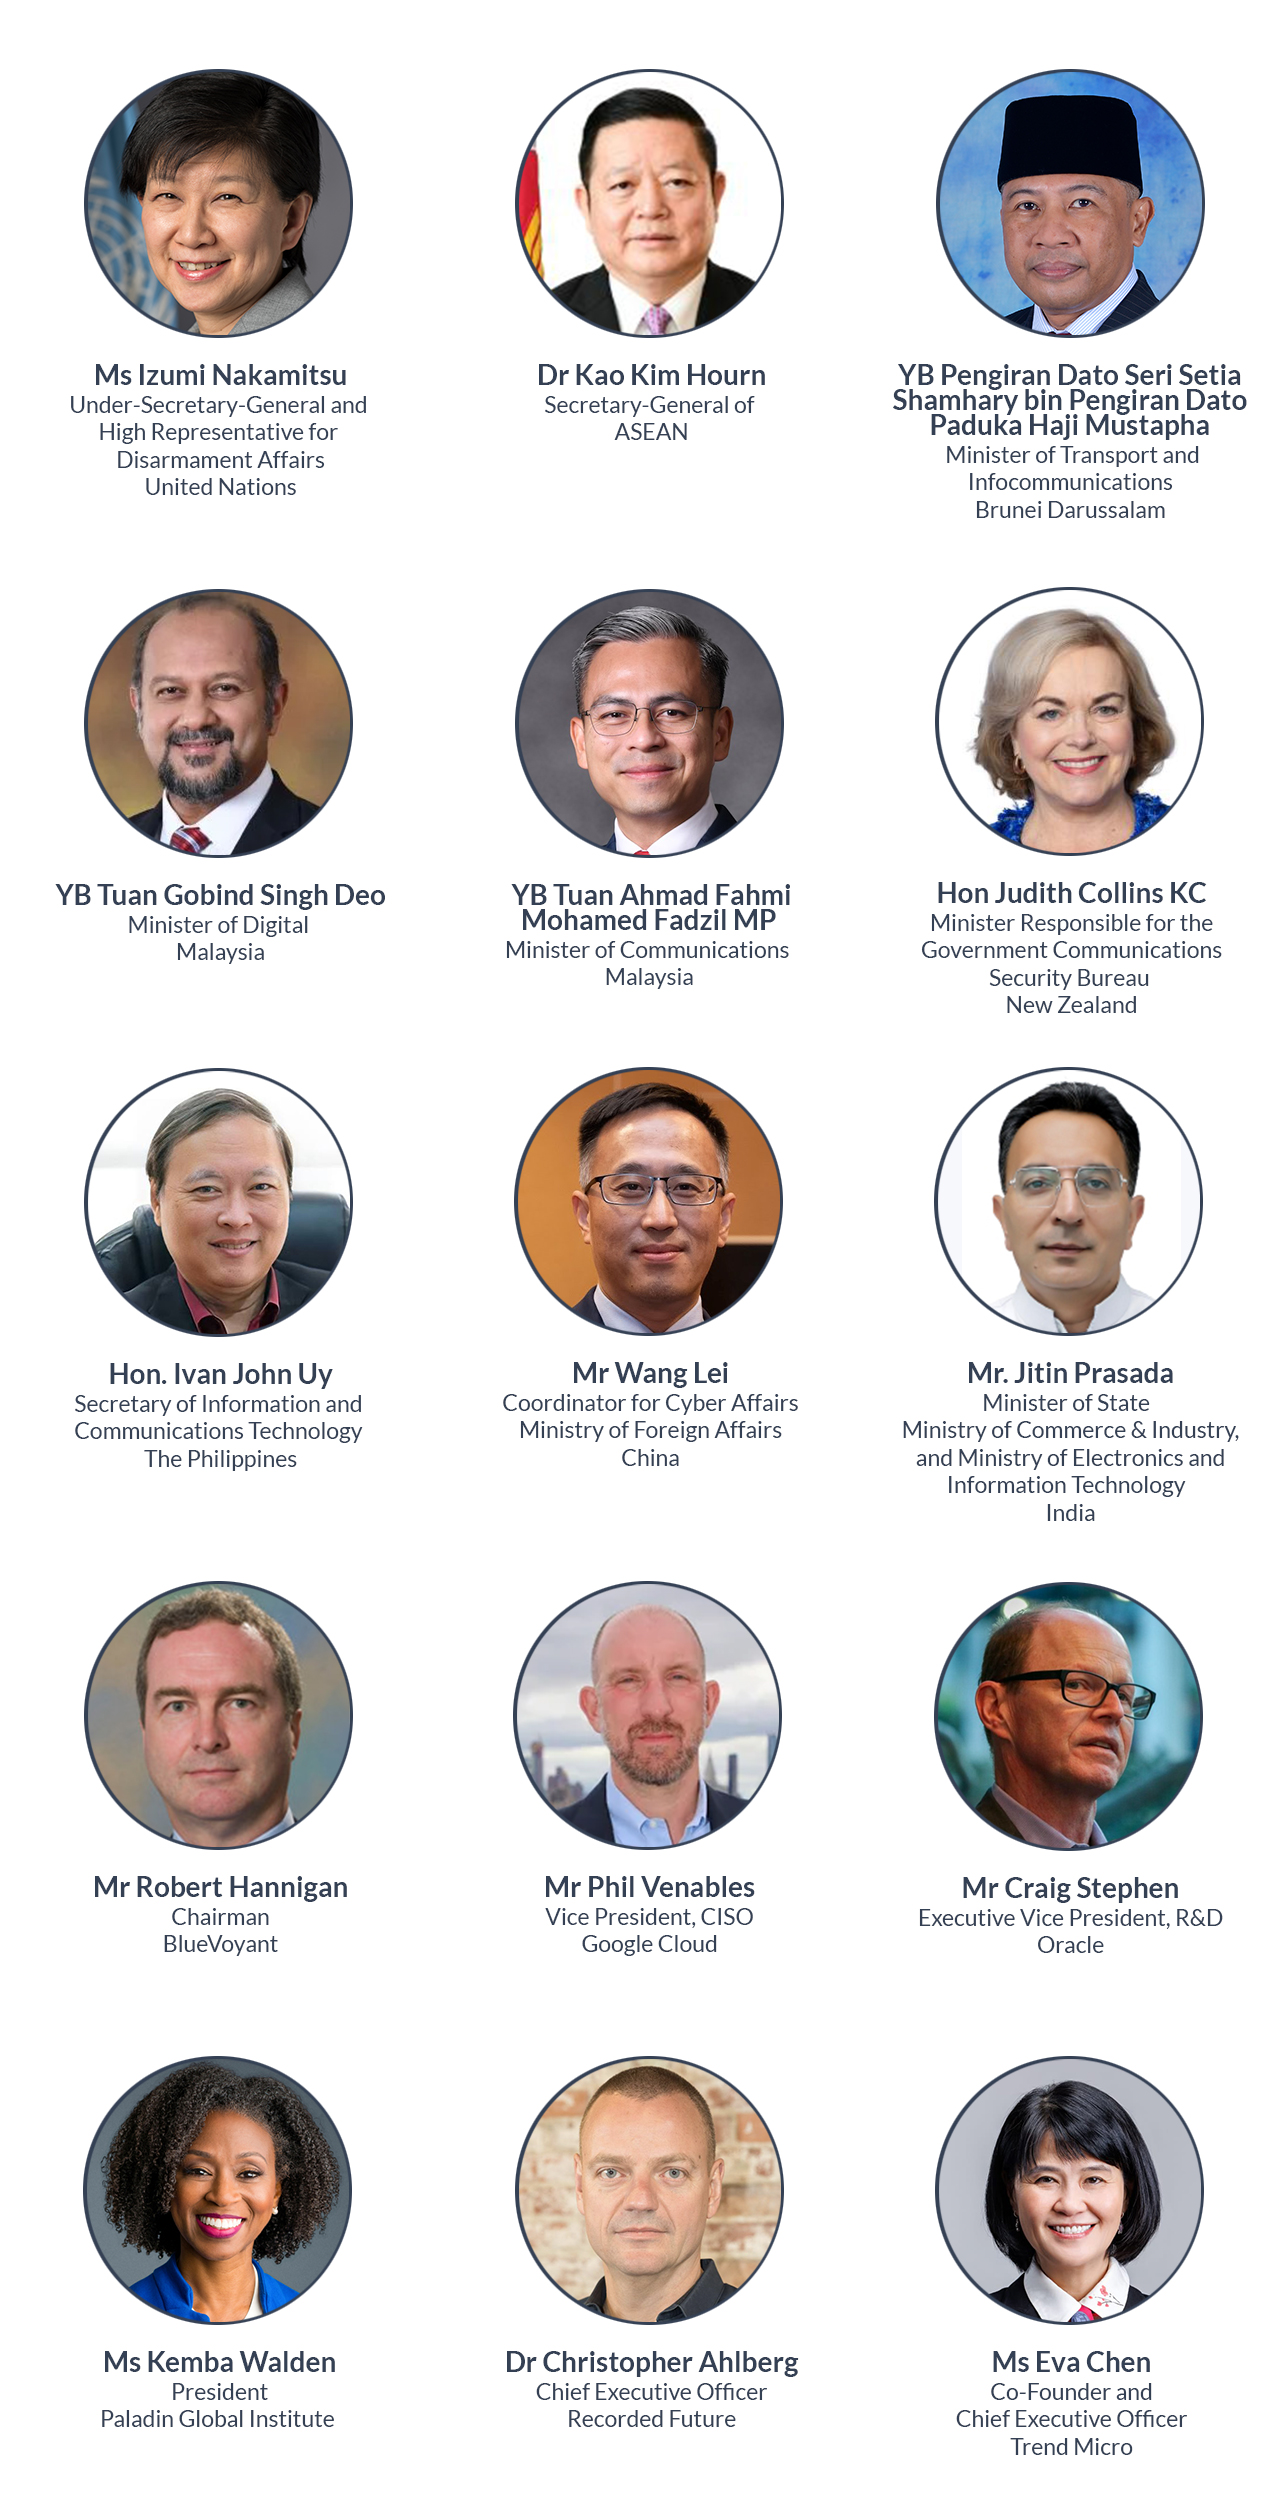 Ms Izumi Nakamitsu
Under-Secretary-General and
High Representative for
Disarmament Affairs
United Nations
Dr Kao Kim Hourn
Secretary-General of
ASEAN
YB Pengiran Dato Seri Setia
Shamhary bin Pengiran Dato
Paduka Haji Mustapha
Minister of Transport and
Infocommunications
Brunei Darussalam
YB Tuan Gobind Singh Deo
Minister of Digital
Malaysia
YB Tuan Ahmad Fahmi
Mohamed Fadzil MP
Minister of Communications
Malaysia
Hon Judith Collins KC
Minister Responsible for the
Government Communications
Security Bureau
New Zealand
Hon. Ivan John Uy
Secretary of Information and
Communications Technology
The Philippines
Mr Wang Lei
Coordinator for Cyber Affairs
Ministry of Foreign Affairs
China
Mr. Jitin Prasada
Minister of State
Ministry of Commerce & Industry,
and Ministry of Electronics and
Information Technology
India
Mr Robert Hannigan
Chairman
BlueVoyant
Mr Phil Venables
Vice President, CISO
Google Cloud
Mr Craig Stephen
Executive Vice President, R&D
Oracle
Ms Kemba Walden
President
Paladin Global Institute
Dr Christopher Ahlberg
Chief Executive Officer
Recorded Future
Ms Eva Chen
Co-Founder and
Chief Executive Officer
Trend Micro